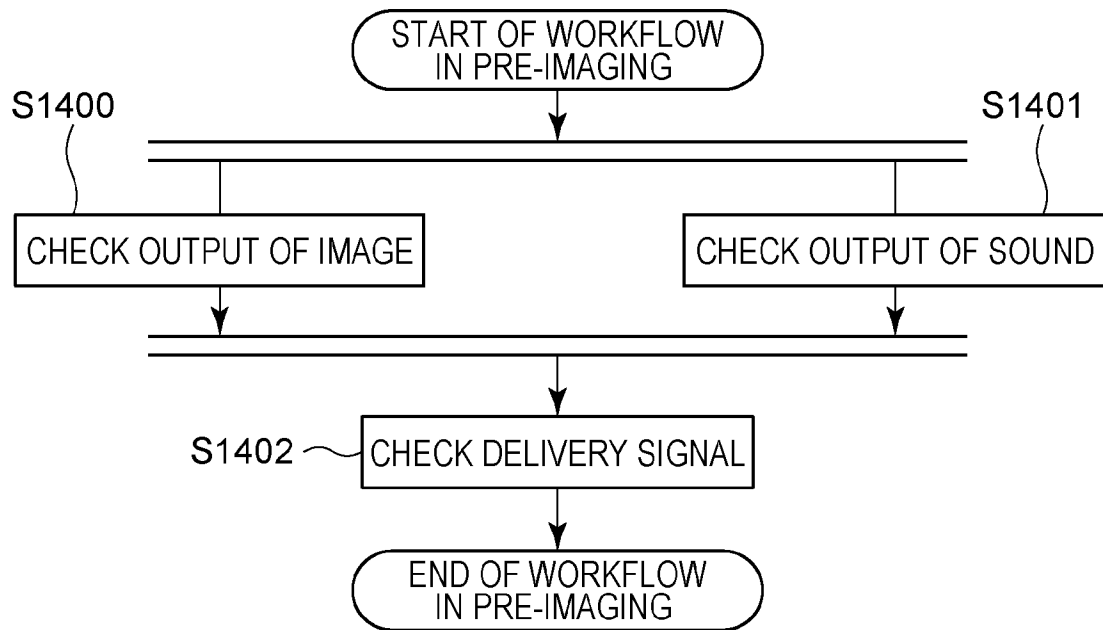 START OF WORKFLOW
IN PRE-IMAGING
S1400
S1401
CHECK OUTPUT OF IMAGE
CHECK OUTPUT OF SOUND
S1402
CHECK DELIVERY SIGNAL
END OF WORKFLOW
IN PRE-IMAGING